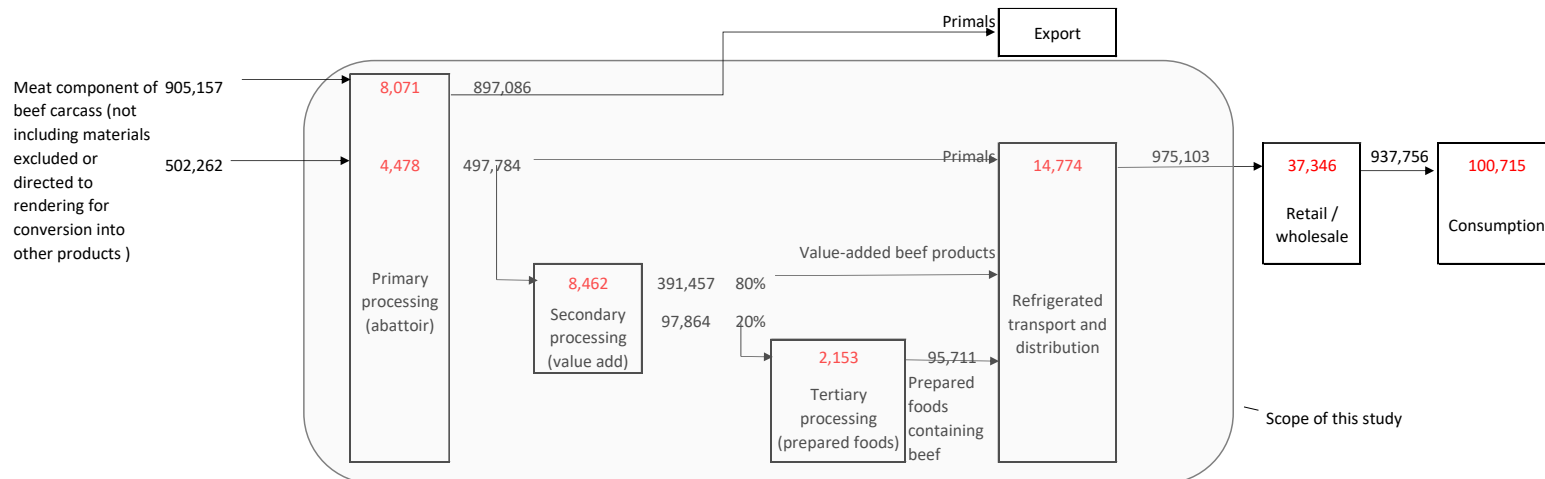 Primals
Export
Meat component of
beef carcass (not
including materials
excluded or
directed to
rendering for
conversion into
other products )
905,157
502,262
8,071
897,086
4,478
497,784
Primary
processing
(abattoir)
Primals
14,774
975,103
37,346
937,756
100,715
Retail /
wholesale
Consumption
Value-added beef products
8,462
391,457
80%
97,864
20%
Secondary
processing
(value add)
Refrigerated
transport and
distribution
2,153
95,711
Tertiary
processing
(prepared foods)
Prepared
foods
containing
beef
Scope of this study